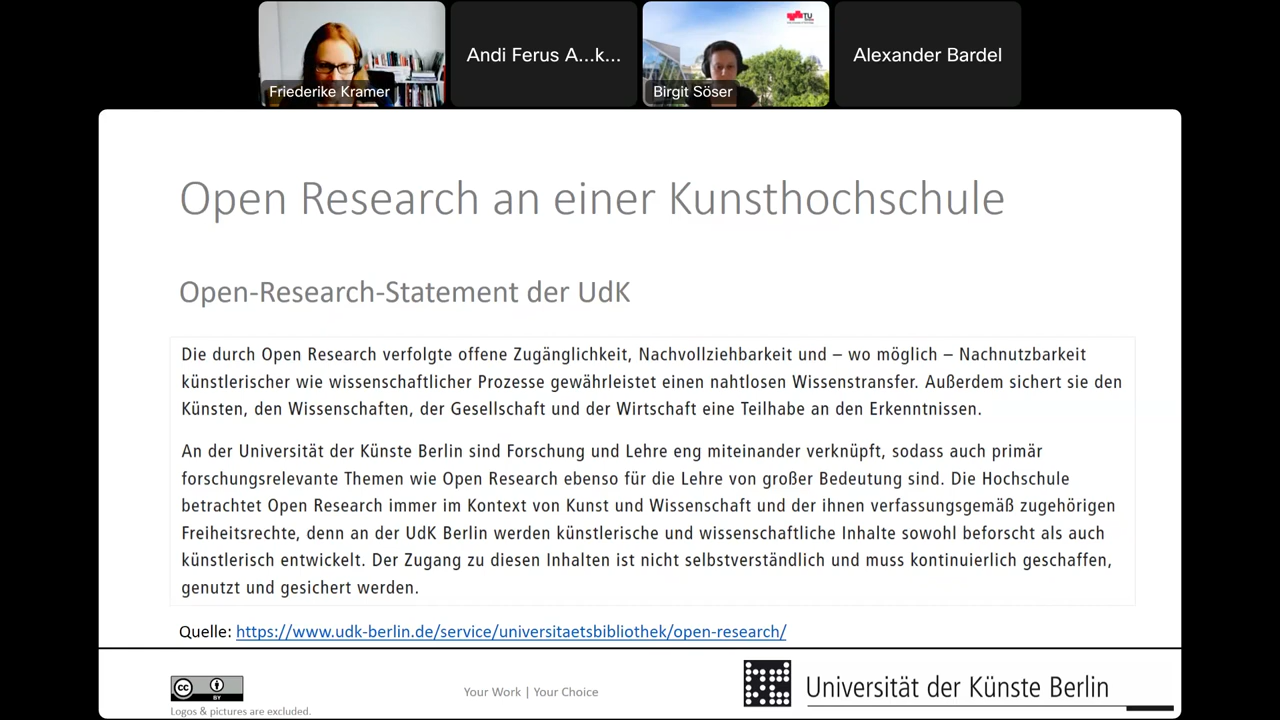 Friederike Kramer
Andi Ferus A...k...
TU
Birgit Söser
Alexander Bardel
Open Research an einer Kunsthochschule
Open-Research-Statement der UdK
Die durch Open Research verfolgte offene Zugänglichkeit, Nachvollziehbarkeit und – wo möglich – Nachnutzbarkeit
künstlerischer wie wissenschaftlicher Prozesse gewährleistet einen nahtlosen Wissenstransfer. Außerdem sichert sie den
Künsten, den Wissenschaften, der Gesellschaft und der Wirtschaft eine Teilhabe an den Erkenntnissen.
An der Universität der Künste Berlin sind Forschung und Lehre eng miteinander verknüpft, sodass auch primär
forschungsrelevante Themen wie Open Research ebenso für die Lehre von großer Bedeutung sind. Die Hochschule
betrachtet Open Research immer im Kontext von Kunst und Wissenschaft und der ihnen verfassungsgemäß zugehörigen
Freiheitsrechte, denn an der UdK Berlin werden künstlerische und wissenschaftliche Inhalte sowohl beforscht als auch
künstlerisch entwickelt. Der Zugang zu diesen Inhalten ist nicht selbstverständlich und muss kontinuierlich geschaffen,
genutzt und gesichert werden.
Quelle: https://www.udk-berlin.de/service/universitaetsbibliothek/open-research/
cc BY
Logos & pictures are excluded.
Your Work | Your Choice
Universität der Künste Berlin